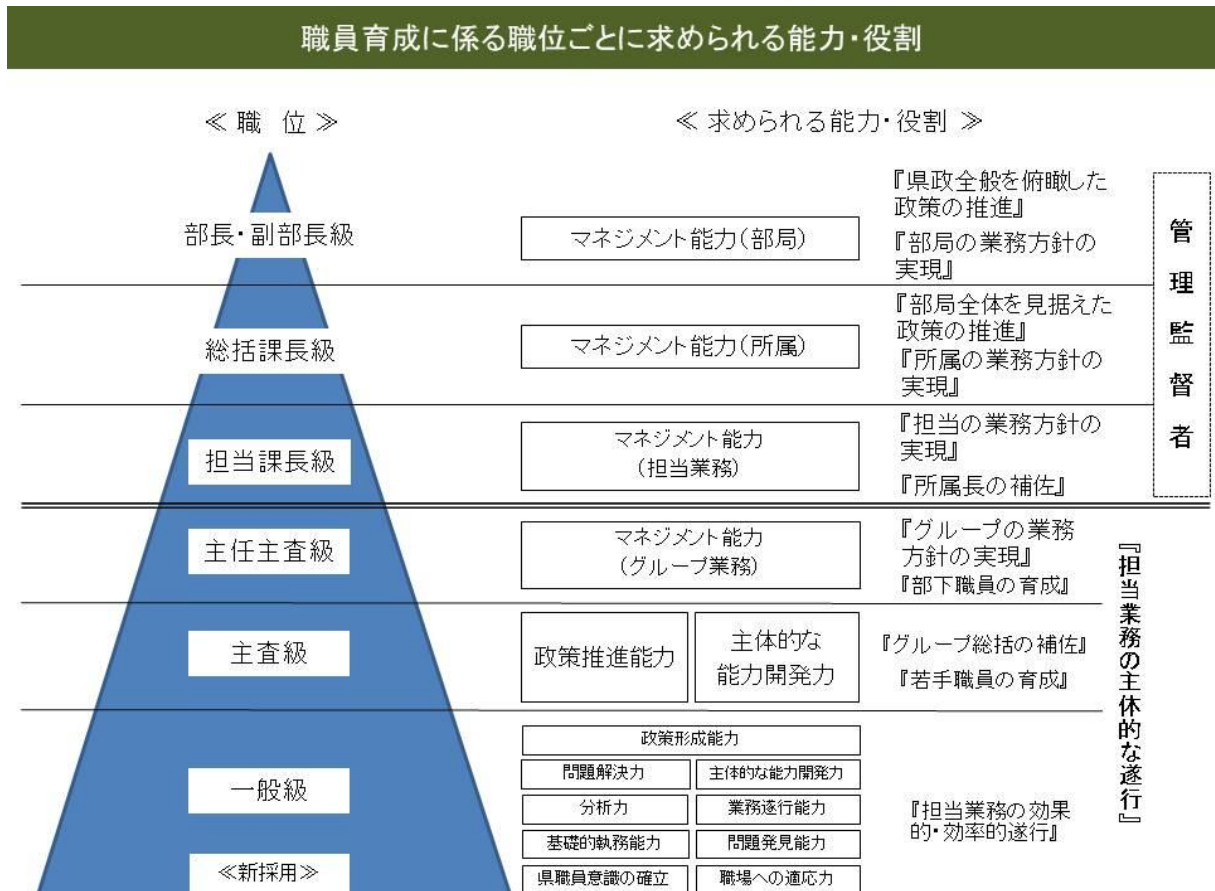 職員育成に係る職位ごとに求められる能力・役割
≪ 職 位 ≫
≪ 求められる能力・役割 ≫
部長・副部長級
マネジメント能力(部局)
『県政全般を俯瞰した
政策の推進』
『部局の業務方針の
実現』
総括課長級
マネジメント能力(所属)
『部局全体を見据えた
政策の推進』
『所属の業務方針の
実現』
担当課長級
マネジメント能力
(担当業務)
『担当の業務方針の
実現』
『所属長の補佐』
管理監督者
主任主査級
マネジメント能力
(グループ業務)
『グループの業務
方針の実現』
『部下職員の育成』
主査級
政策推進能力
主体的な
能力開発力
『グループ総括の補佐』
『若手職員の育成』
一般級
政策形成能力
問題解決力
主体的な能力開発力
分析力
業務遂行能力
基礎的執務能力
問題発見能力
≪新採用≫
県職員意識の確立
職場への適応力
『担当業務の効果
的・効率的遂行』
『担当業務の主体的な遂行』